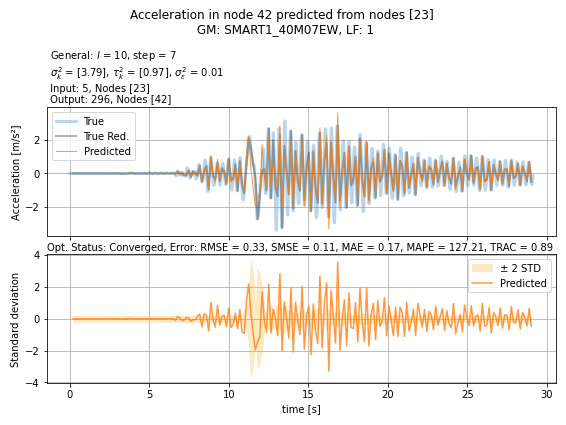 Acceleration in node 42 predicted from nodes [23]
GM: SMART1_40M07EW, LF: 1
General: l = 10, step = 7
σ²ₖ = [3.79], τ²ₖ = [0.97], σ²ε = 0.01
Input: 5, Nodes [23]
Output: 296, Nodes [42]
True
True Red.
Predicted
Acceleration [m/s²]
2
0
−2
Opt. Status: Converged, Error: RMSE = 0.33, SMSE = 0.11, MAE = 0.17, MAPE = 127.21, TRAC = 0.89
± 2 STD
Predicted
Standard deviation
4
2
0
−2
−4
0 5 10 15 20 25 30
time [s]